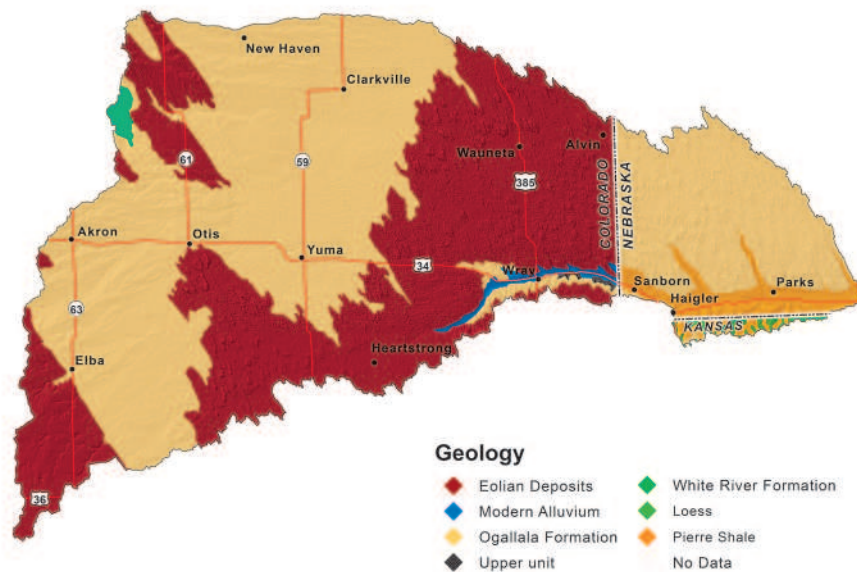 New Haven
Clarkville
61
59
Wauneta
Alvin
385
COLORADO
NEBRASKA
Akron
Otis
Yuma
34
Wray
Sanborn
Parks
Haigler
KANSAS
63
Elba
Heartstrong
36
Geology
Eolian Deposits
Modern Alluvium
Ogallala Formation
Upper unit
White River Formation
Loess
Pierre Shale
No Data